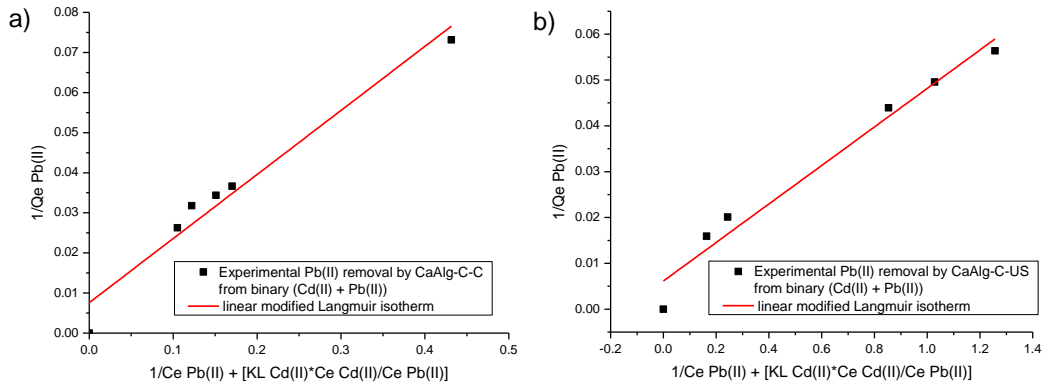 a)
0.08
0.07
0.06
0.05
0.04
0.03
0.02
0.01
0.00
1/Qe Pb(II)
0.0 0.1 0.2 0.3 0.4 0.5
1/Ce Pb(II) + [KL Cd(II)*Ce Cd(II)/Ce Pb(II)]
Experimental Pb(II) removal by CaAlg-C-C
from binary (Cd(II) + Pb(II))
linear modified Langmuir isotherm
b)
0.06
0.05
0.04
0.03
0.02
0.01
0.00
1/Qe Pb(II)
-0.2 0.0 0.2 0.4 0.6 0.8 1.0 1.2 1.4
1/Ce Pb(II) + [KL Cd(II)*Ce Cd(II)/Ce Pb(II)]
Experimental Pb(II) removal by CaAlg-C-US
from binary (Cd(II) + Pb(II))
linear modified Langmuir isotherm